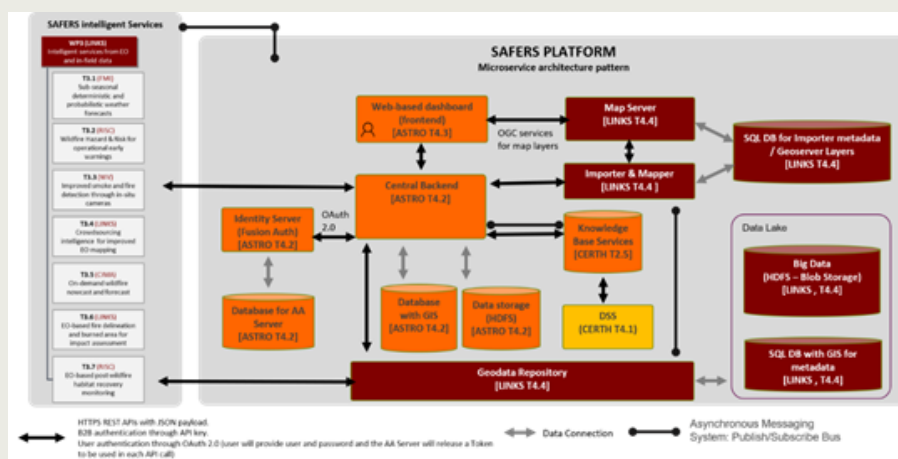 SAFERS intelligent Services
WP3 (LINKS)
Intelligent services from EO
and in-field data
T3.1 (FMI)
Sub seasonal
deterministic and
probabilistic weather
forecasts
T3.2 (RISC)
Wildfire Hazard & Risk for
operational early
warnings
T3.3 (NIV)
Improved smoke and fire
detection through in-situ
cameras
T3.4 (LINKS)
Crowdsourcing
intelligence for improved
EO mapping
T3.5 (CIMA)
On-demand wildfire
nowcast and forecast
T3.6 (LINKS)
EO-based fire delineation
and burned area for
impact assessment
T3.7 (RISC)
EO-based post-wildfire
habitat recovery
monitoring
SAFERS PLATFORM
Microservice architecture pattern
Web-based dashboard
(frontend)
[ASTRO T4.3]
OGC services
for map layers
Map Server
[LINKS T4.4]
SQL DB for Importer metadata
/ Geoserver Layers
[LINKS T4.4]
Importer & Mapper
[LINKS T4.4 ]
Central Backend
[ASTRO T4.2]
Identity Server
(Fusion Auth)
[ASTRO T4.2]
OAuth
2.0
Knowledge
Base Services
[CERTH T2.5]
Data Lake
Big Data
(HDFS – Blob Storage)
[LINKS , T4.4]
Database for AA
Server
[ASTRO T4.2]
Database
with GIS
[ASTRO T4.2]
Data storage
(HDFS)
[ASTRO T4.2]
DSS
(CERTH T4.1)
SQL DB with GIS for
metadata
[LINKS , T4.4]
Geodata Repository
[LINKS T4.4]
HTTPS REST APIs with JSON payload.
B2B authentication through API key.
User authentication through OAuth 2.0 (user will provide user and password and the AA Server will release a Token
to be used in each API call)
Data Connection
Asynchronous Messaging
System: Publish/Subscribe Bus